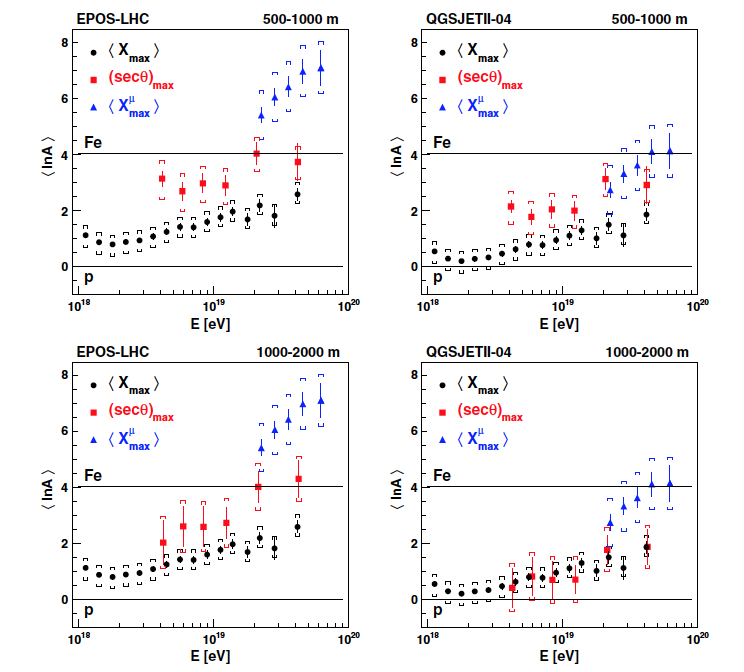 EPOS-LHC 500-1000 m
⟨ X_max ⟩
(secθ)_max
⟨ X^μ_max ⟩
Fe
p
⟨ lnA ⟩
8
6
4
2
0
10^18 10^19 10^20
E [eV]
QGSJETII-04 500-1000 m
⟨ X_max ⟩
(secθ)_max
⟨ X^μ_max ⟩
Fe
p
⟨ lnA ⟩
8
6
4
2
0
10^18 10^19 10^20
E [eV]
EPOS-LHC 1000-2000 m
⟨ X_max ⟩
(secθ)_max
⟨ X^μ_max ⟩
Fe
p
⟨ lnA ⟩
8
6
4
2
0
10^18 10^19 10^20
E [eV]
QGSJETII-04 1000-2000 m
⟨ X_max ⟩
(secθ)_max
⟨ X^μ_max ⟩
Fe
p
⟨ lnA ⟩
8
6
4
2
0
10^18 10^19 10^20
E [eV]